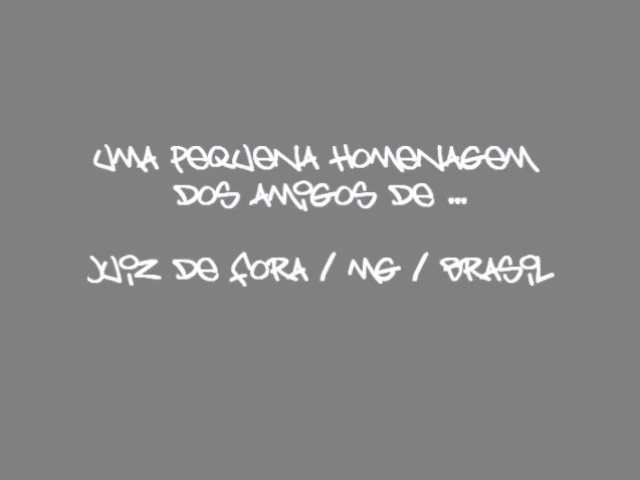 UMA PEQUENA HOMENAGEM
DOS AMIGOS DE ...
JUIZ DE FORA / MG / BRASIL